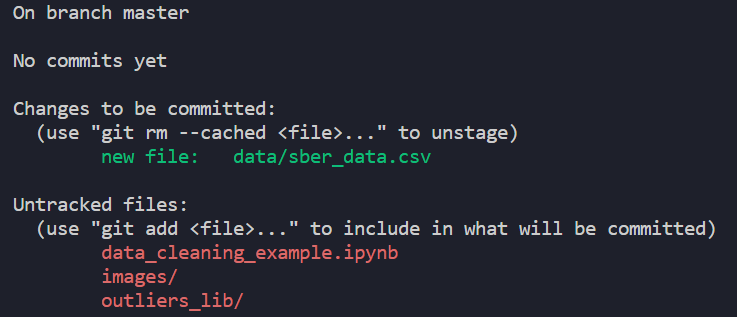 On branch master
No commits yet
Changes to be committed:
(use "git rm --cached <file>..." to unstage)
new file: data/sber_data.csv
Untracked files:
(use "git add <file>..." to include in what will be committed)
data_cleaning_example.ipynb
images/
outliers_lib/